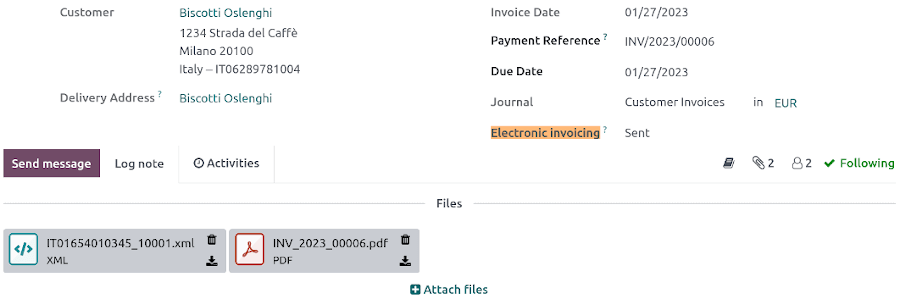 Customer
Biscotti Oslenghi
1234 Strada del Caffè
Milano 20100
Italy – IT06289781004
Delivery Address ?
Biscotti Oslenghi
Invoice Date 01/27/2023
Payment Reference ? INV/2023/00006
Due Date 01/27/2023
Journal Customer Invoices in EUR
Electronic invoicing ? Sent
Send message Log note Activities 2 2 Following
Files
IT01654010345_10001.xml
XML
INV_2023_00006.pdf
PDF
Attach files